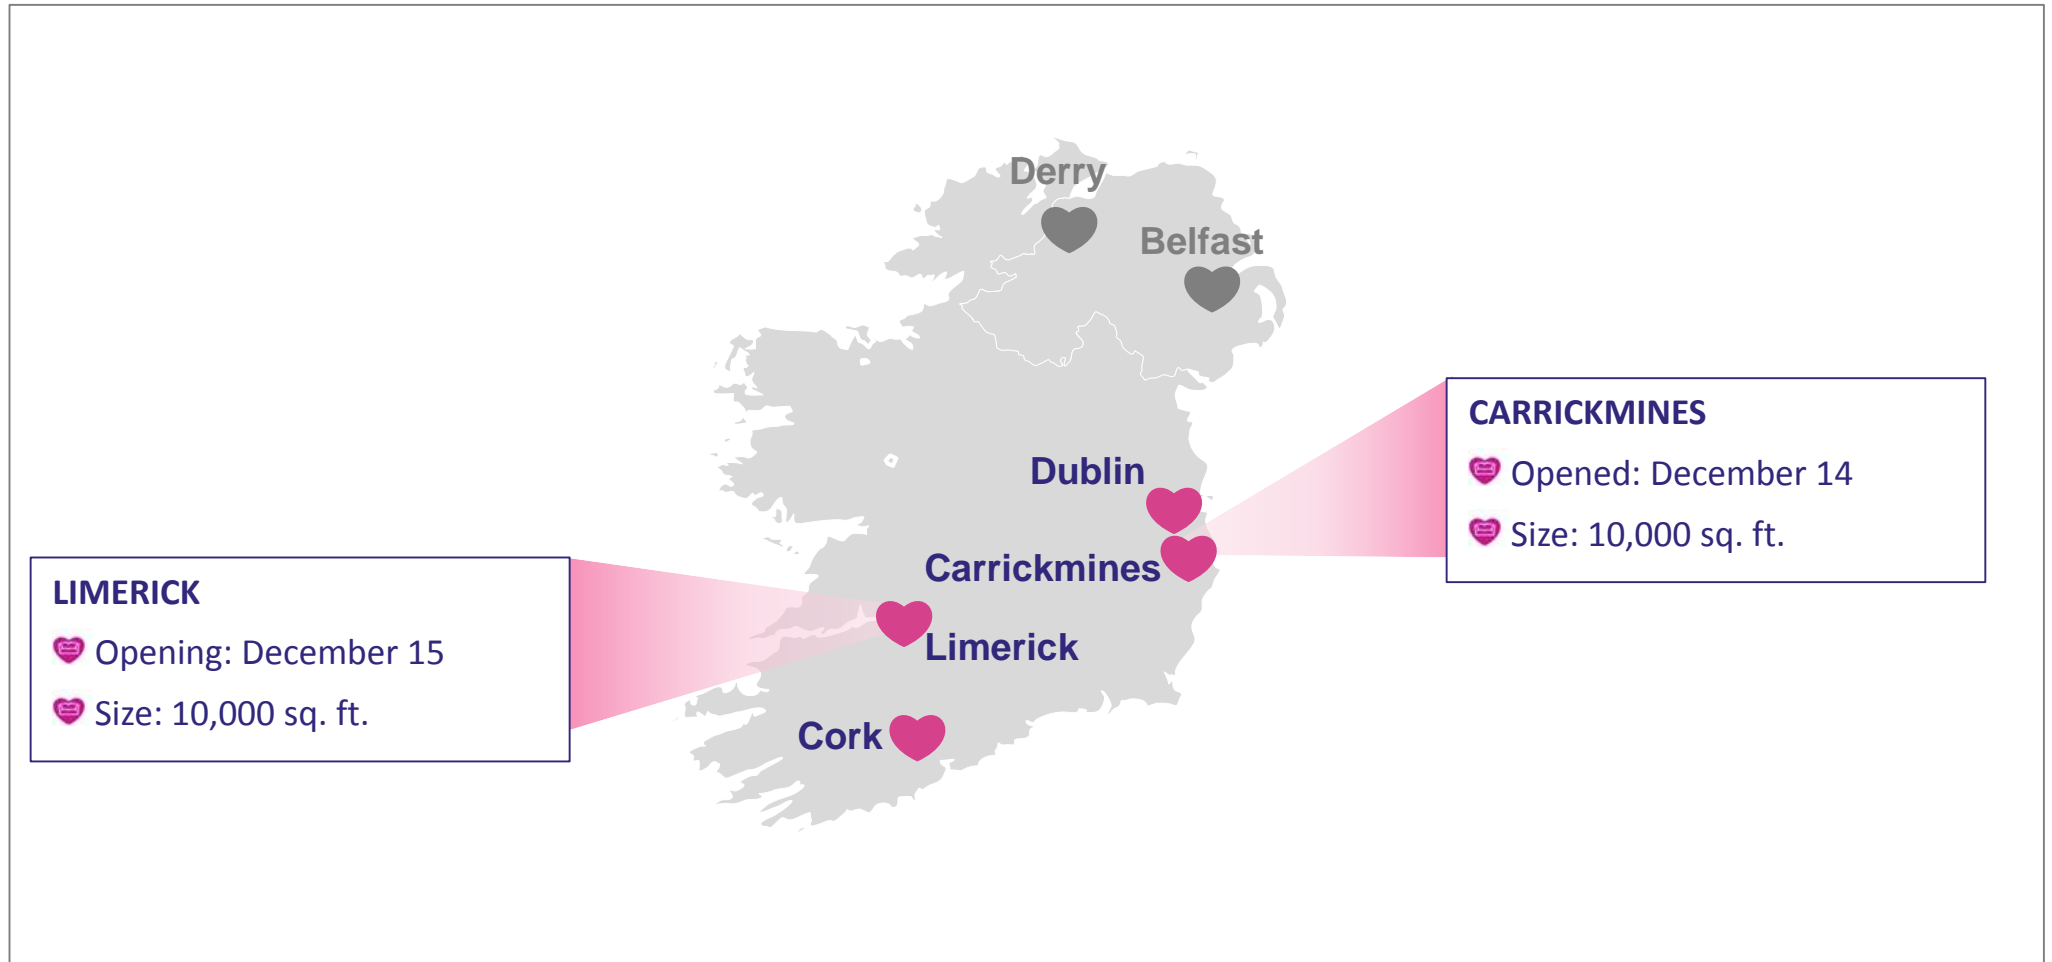 Derry
Belfast
CARRICKMINES
Opened: December 14
Size: 10,000 sq. ft.
Dublin
Carrickmines
LIMERICK
Opening: December 15
Size: 10,000 sq. ft.
Limerick
Cork